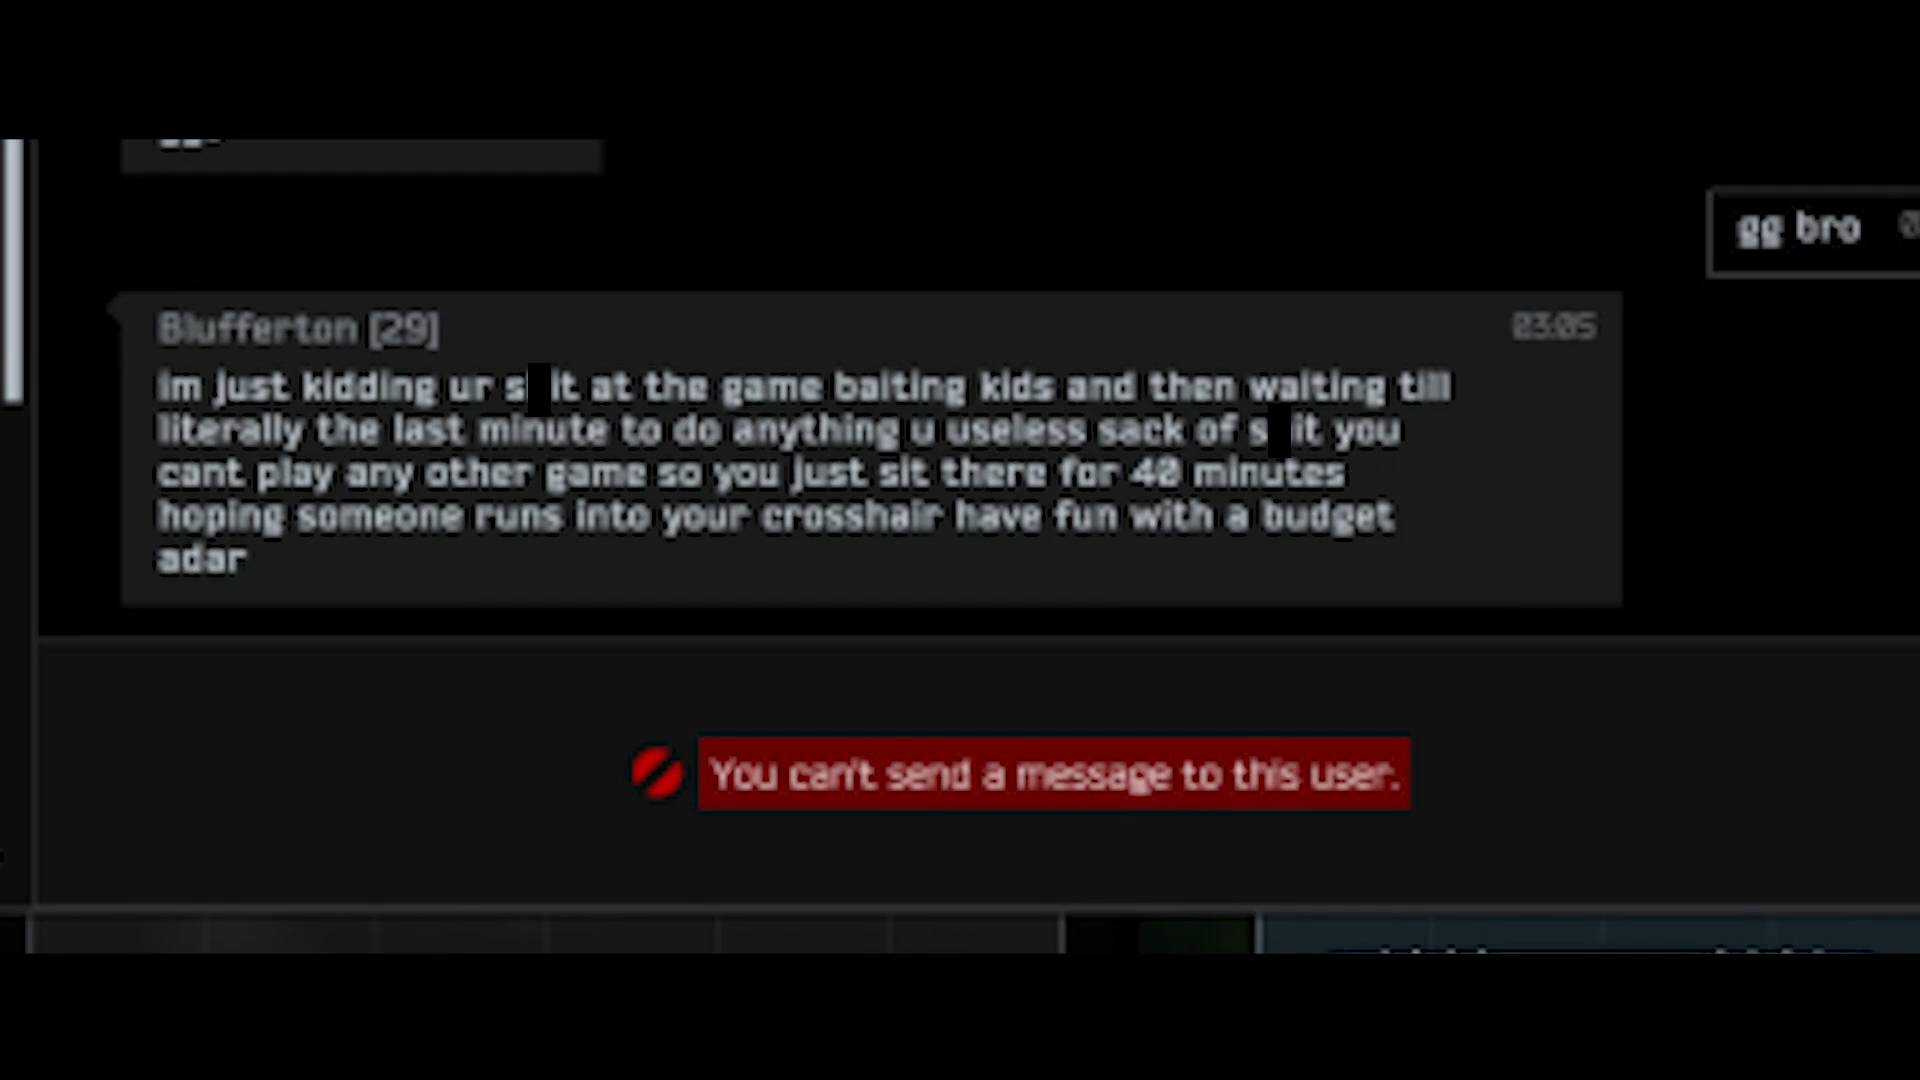 gg bro
Blufferton [29] 03:05
im just kidding ur s it at the game baiting kids and then waiting till
literally the last minute to do anything u useless sack of s it you
cant play any other game so you just sit there for 40 minutes
hoping someone runs into your crosshair have fun with a budget
adar
You can't send a message to this user.